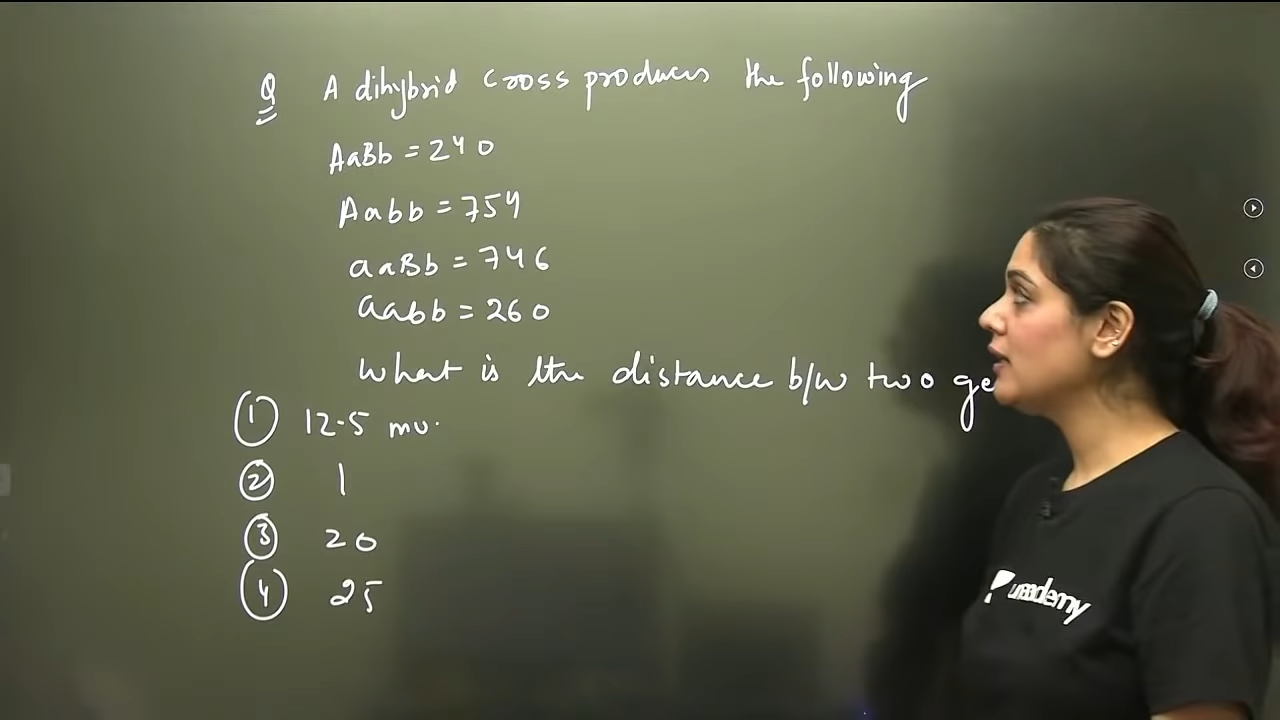 Q A dihybrid cross produces the following
AaBb = 240
Aabb = 754
aaBb = 746
aabb = 260
What is the distance b/w two ge
① 12.5 mu.
② 1
③ 20
④ 25
unacademy